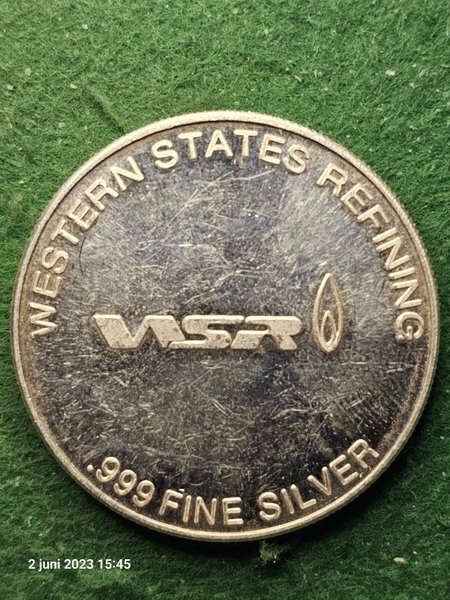 WESTERN STATES REFINING
WSR
.999 FINE SILVER
2 juni 2023 15:45